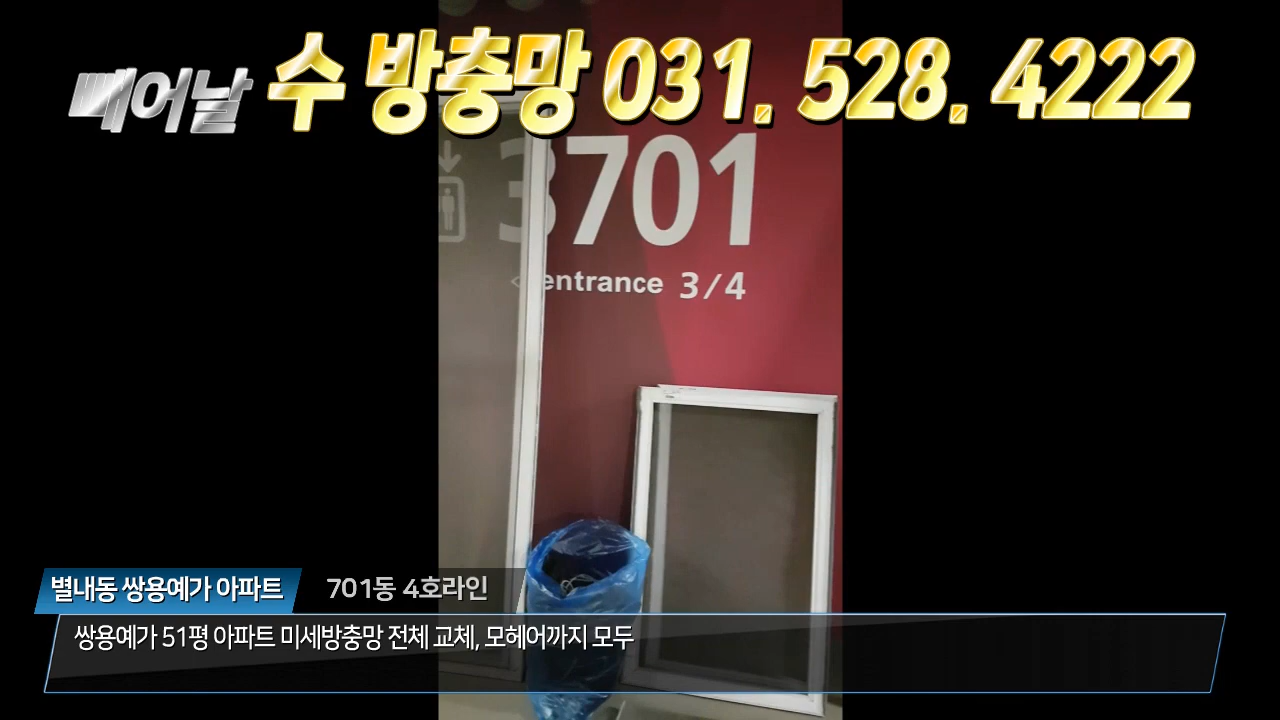 빼어날 수 방충망 031. 528. 4222
3701
< entrance 3/4
별내동 쌍용예가 아파트 701동 4호라인
쌍용예가 51평 아파트 미세방충망 전체 교체, 모헤어까지 모두